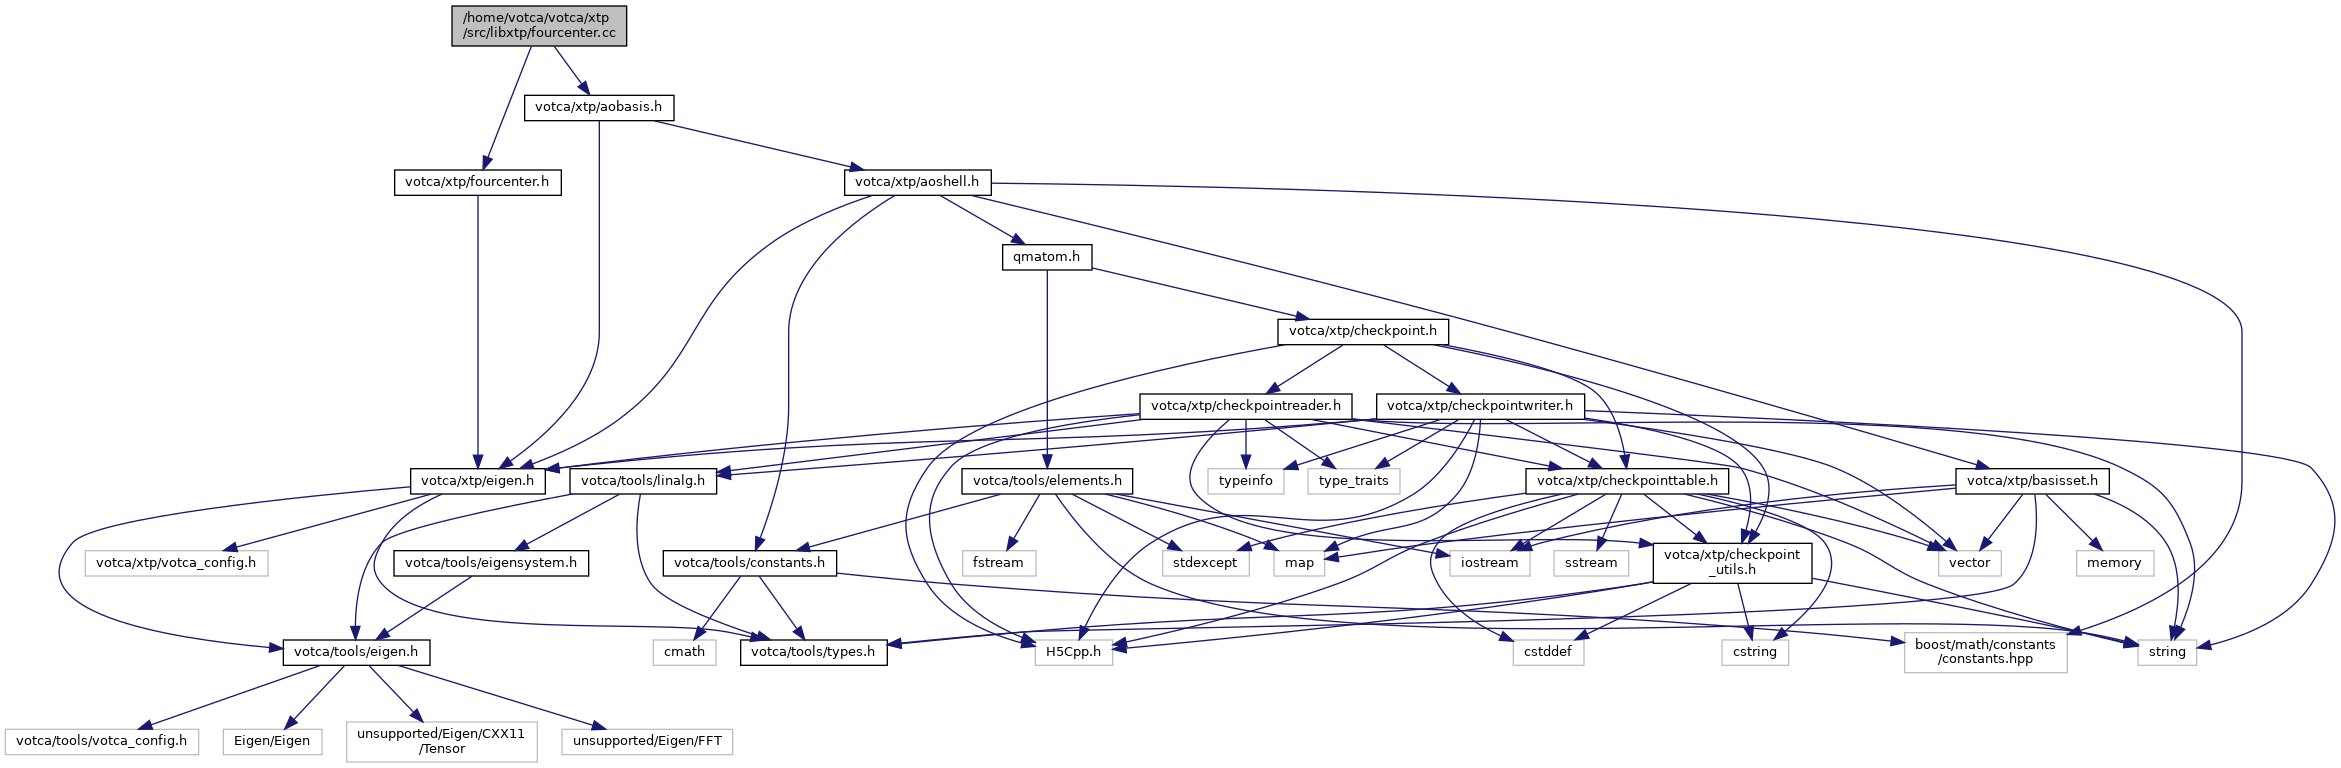 /home/votca/votca/xtp
/src/libxtp/fourcenter.cc
votca/xtp/aobasis.h
votca/xtp/fourcenter.h
votca/xtp/aoshell.h
qmatom.h
votca/xtp/checkpoint.h
votca/xtp/checkpointreader.h
votca/xtp/checkpointwriter.h
votca/xtp/eigen.h
votca/tools/linalg.h
votca/tools/elements.h
typeinfo
type_traits
votca/xtp/checkpointtable.h
votca/xtp/basisset.h
votca/xtp/votca_config.h
votca/tools/eigensystem.h
votca/tools/constants.h
fstream
stdexcept
map
iostream
sstream
votca/xtp/checkpoint
_utils.h
vector
memory
votca/tools/eigen.h
cmath
votca/tools/types.h
H5Cpp.h
cstddef
cstring
boost/math/constants
/constants.hpp
string
votca/tools/votca_config.h
Eigen/Eigen
unsupported/Eigen/CXX11
/Tensor
unsupported/Eigen/FFT